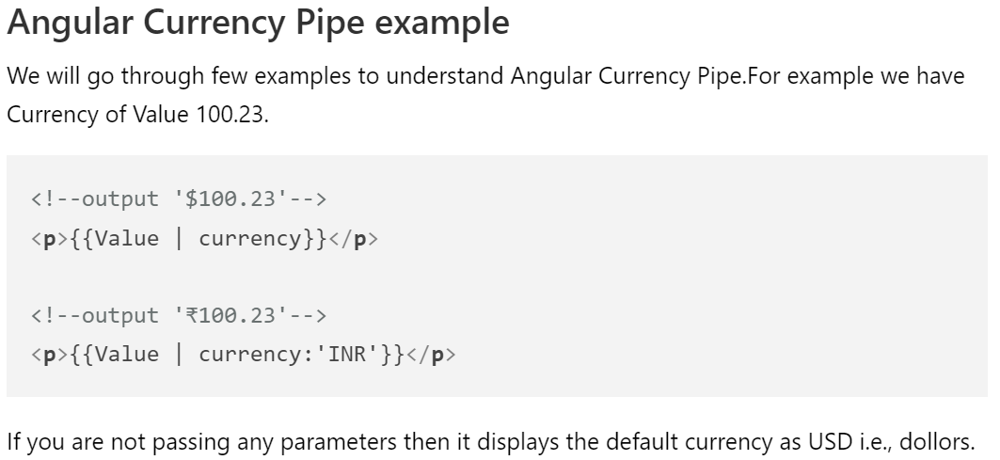 Angular Currency Pipe example
We will go through few examples to understand Angular Currency Pipe.For example we have
Currency of Value 100.23.
<!--output '$100.23'-->
<p>{{Value | currency}}</p>
<!--output '₹100.23'-->
<p>{{Value | currency:'INR'}}</p>
If you are not passing any parameters then it displays the default currency as USD i.e., dollors.